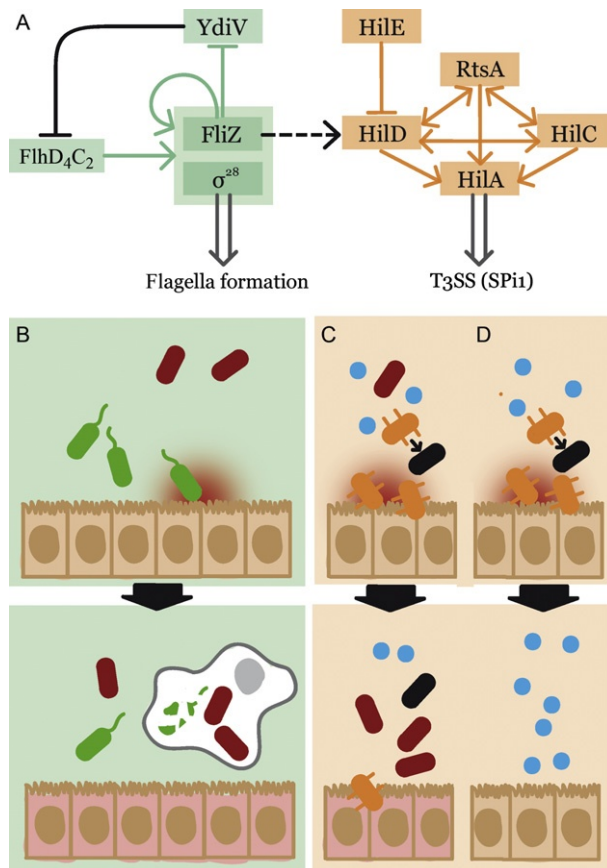 A
YdiV
HilE
RtsA
FliZ
HilD
HilC
FlhD₄C₂
σ²⁸
HilA
Flagella formation
T3SS (SPi1)
B
C
D